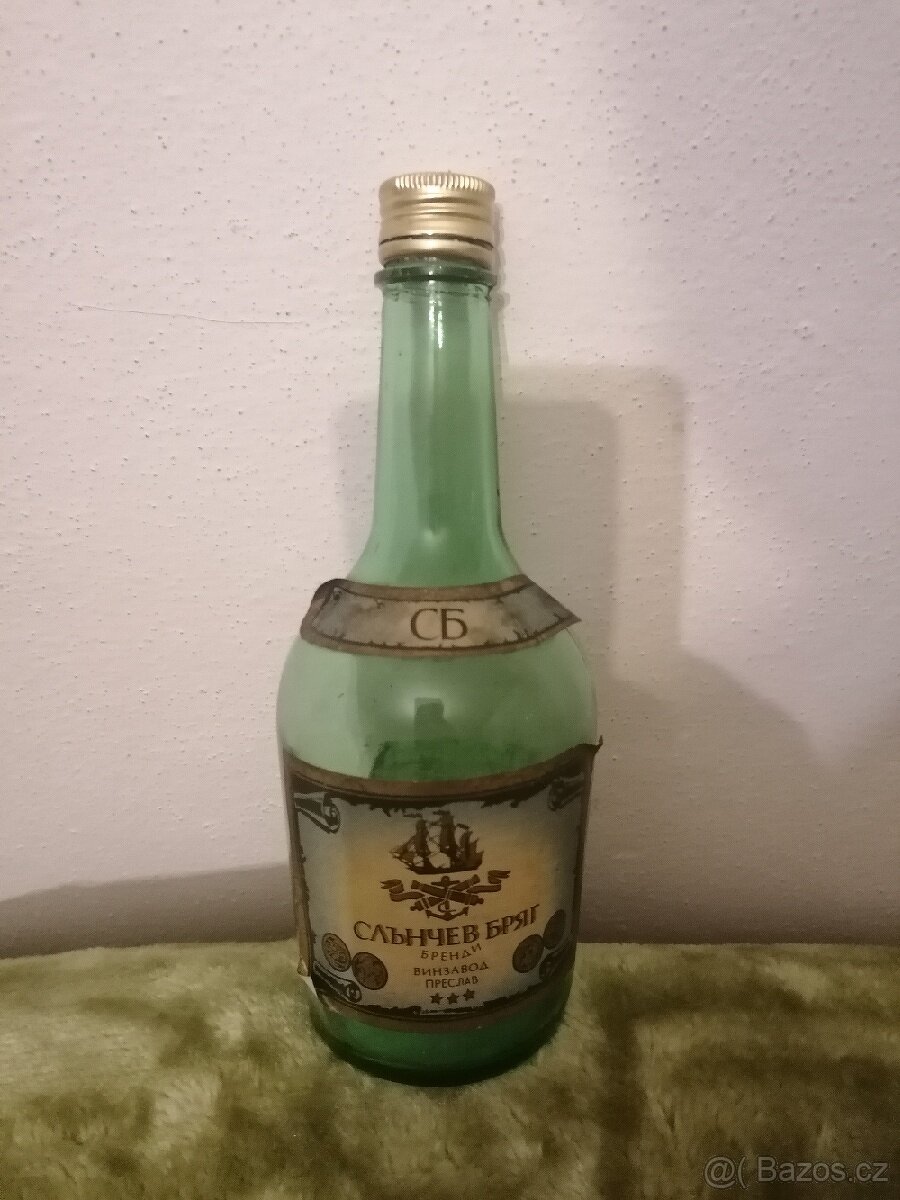 СБ
СЛЪНЧЕВ БРЯГ
БРЕНДИ
ВИНЗАВОД
ПРЕСЛАВ
@( Bazos.cz